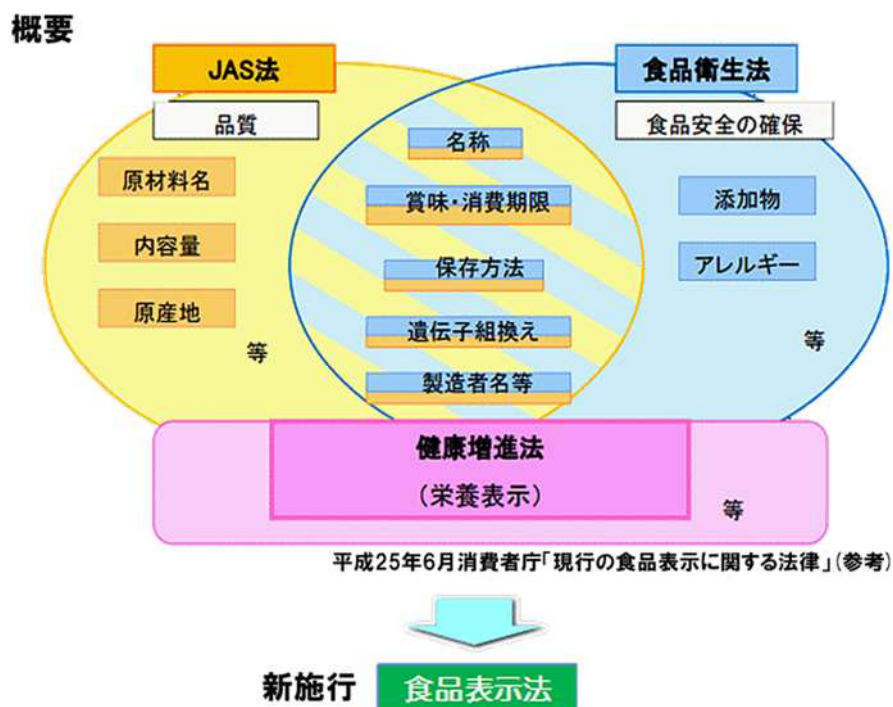 概要
JAS法
食品衛生法
品質
食品安全の確保
原材料名
内容量
原産地
等
名称
賞味・消費期限
保存方法
遺伝子組換え
製造者名等
添加物
アレルギー
等
健康増進法
（栄養表示）
等
平成25年6月消費者庁「現行の食品表示に関する法律」（参考）
新施行 食品表示法